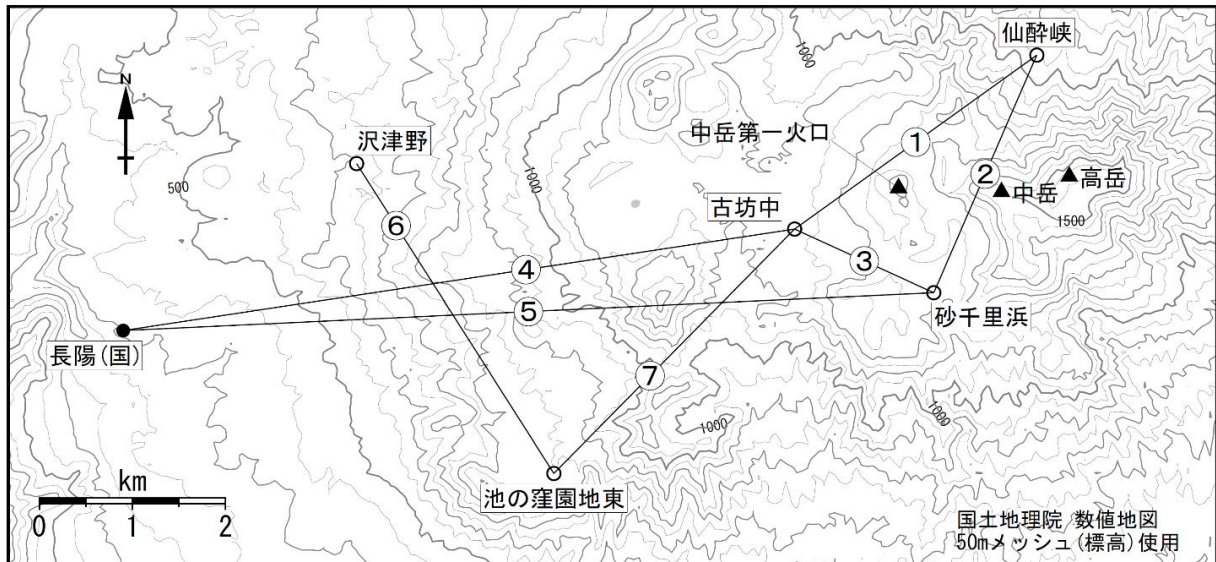 仙酔峡
1000
沢津野
中岳第一火口
①
N
②
中岳
高岳
500
1000
古坊中
1500
⑥
③
④
⑤
砂千里浜
長陽(国)
⑦
1000
1000
km
0 1 2
池の窪園地東
国土地理院 数値地図
50mメッシュ(標高)使用